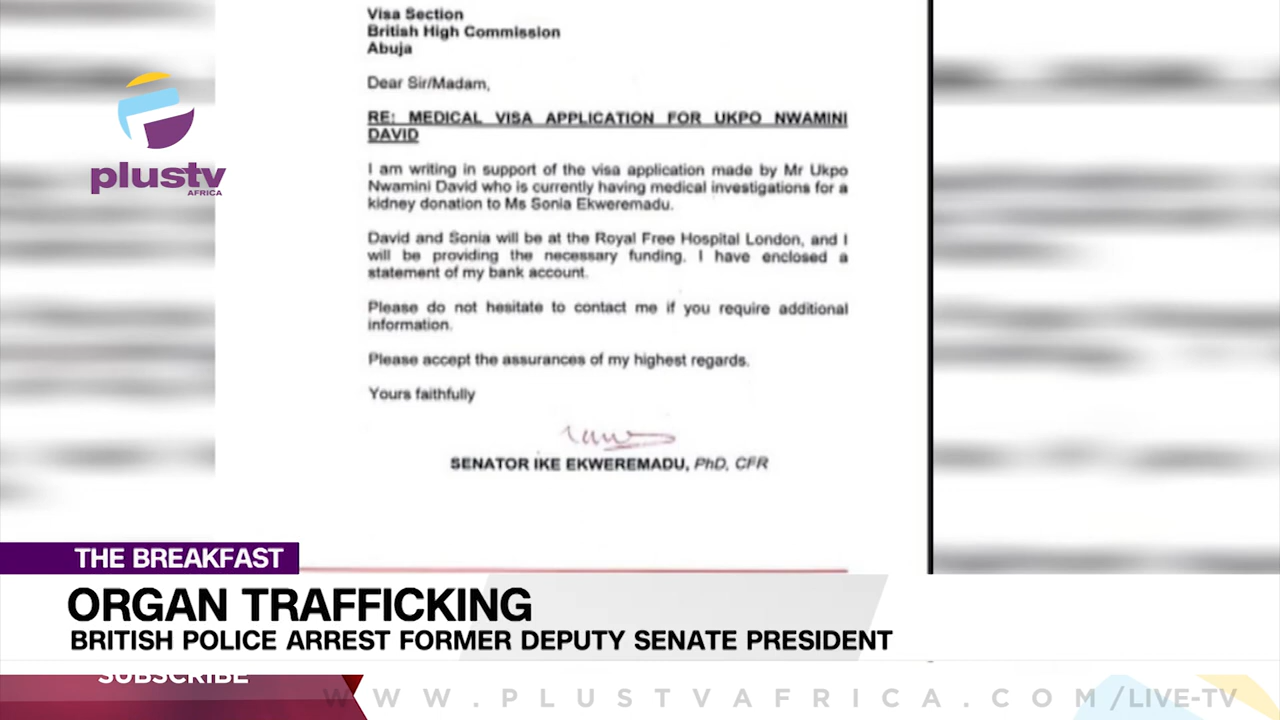 Visa Section
British High Commission
Abuja
Dear Sir/Madam,
RE: MEDICAL VISA APPLICATION FOR UKPO NWAMINI
DAVID
I am writing in support of the visa application made by Mr Ukpo
Nwamini David who is currently having medical investigations for a
kidney donation to Ms Sonia Ekweremadu.
David and Sonia will be at the Royal Free Hospital London, and I
will be providing the necessary funding. I have enclosed a
statement of my bank account.
Please do not hesitate to contact me if you require additional
information.
Please accept the assurances of my highest regards.
Yours faithfully
SENATOR IKE EKWEREMADU, PhD, CFR
plustv
AFRICA
THE BREAKFAST
ORGAN TRAFFICKING
BRITISH POLICE ARREST FORMER DEPUTY SENATE PRESIDENT
SUBSCRIBE
WWW.PLUSTVAFRICA.COM/LIVE-TV